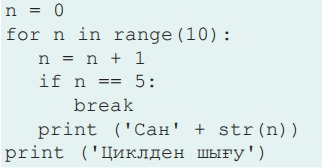 n = 0
for n in range(10):
   n = n + 1
   if n == 5:
      break
   print ('Сан' + str(n))
print ('Циклден шығу')